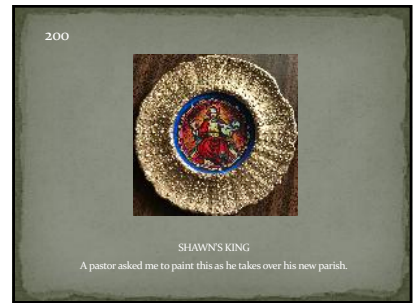 200
SHAWN'S KING
A pastor asked me to paint this as he takes over his new parish.